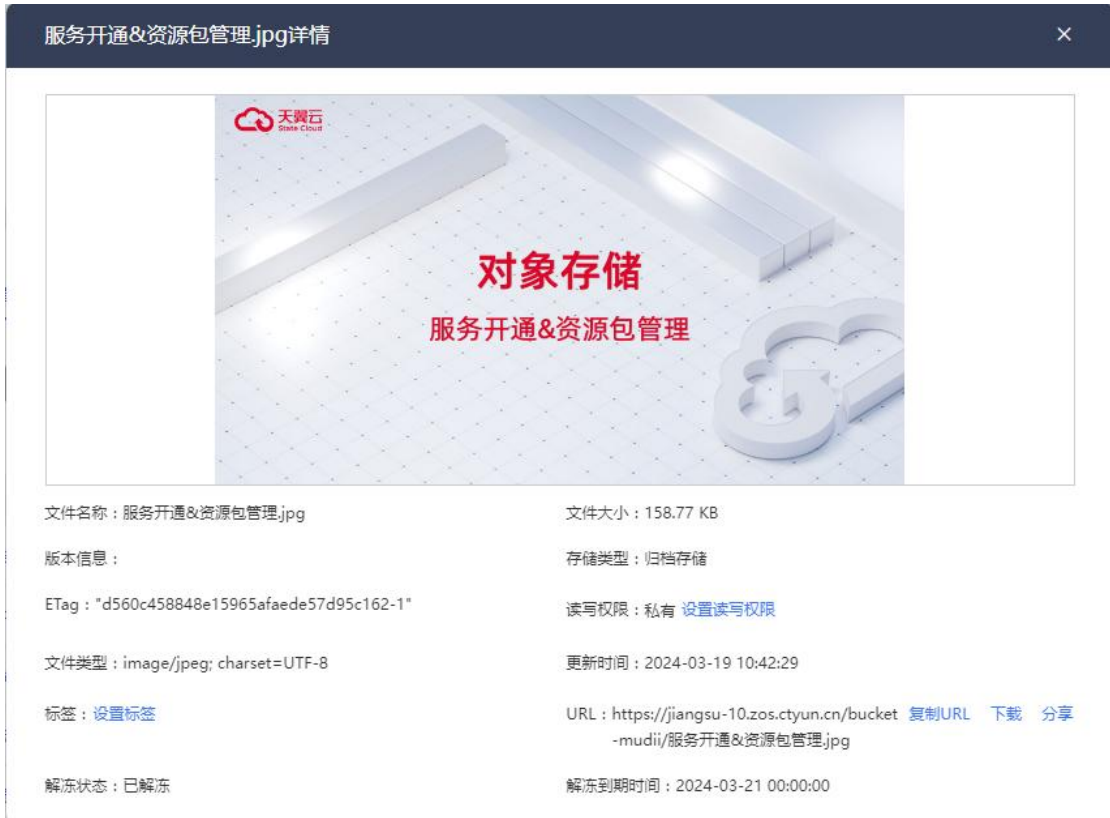 服务开通&资源包管理.jpg详情
天翼云
State Cloud
对象存储
服务开通&资源包管理
文件名称：服务开通&资源包管理.jpg
文件大小：158.77 KB
版本信息：
存储类型：归档存储
ETag："d560c458848e15965afaede57d95c162-1"
读写权限：私有 设置读写权限
文件类型：image/jpeg; charset=UTF-8
更新时间：2024-03-19 10:42:29
标签：设置标签
URL：https://jiangsu-10.zos.ctyun.cn/bucket 复制URL 下载 分享
-mudii/服务开通&资源包管理.jpg
解冻状态：已解冻
解冻到期时间：2024-03-21 00:00:00